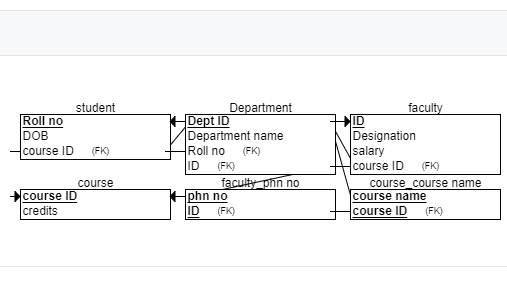 student
Roll no
DOB
course ID (FK)
Department
Dept ID
Department name
Roll no (FK)
ID (FK)
faculty
ID
Designation
salary
course ID (FK)
course
course ID
credits
faculty_phn no
phn no
ID (FK)
course_course name
course name
course ID (FK)